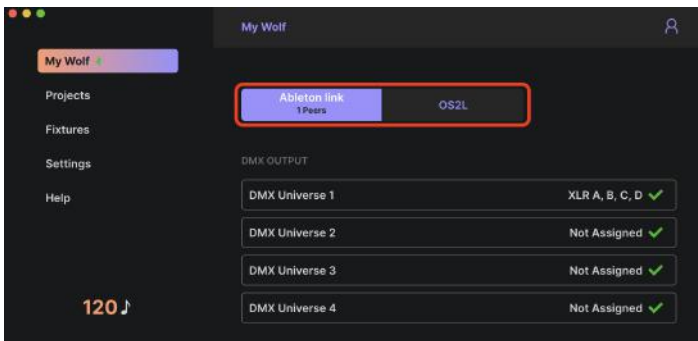 My Wolf
My Wolf
Projects
Fixtures
Settings
Help
120
Ableton link
1 Peers
OS2L
DMX OUTPUT
DMX Universe 1 XLR A, B, C, D
DMX Universe 2 Not Assigned
DMX Universe 3 Not Assigned
DMX Universe 4 Not Assigned